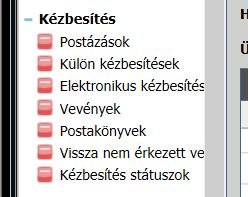 Kézbesítés
Postázások
Külön kézbesítések
Elektronikus kézbesítés
Vevények
Postakönyvek
Vissza nem érkezett ve
Kézbesítés státuszok